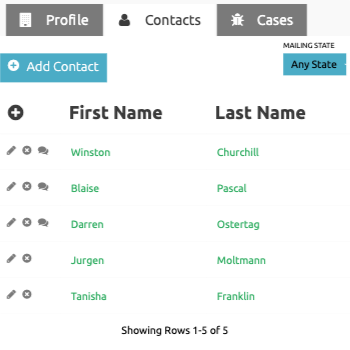 Profile Contacts Cases
MAILING STATE
Add Contact Any State
First Name Last Name
Winston Churchill
Blaise Pascal
Darren Ostertag
Jurgen Moltmann
Tanisha Franklin
Showing Rows 1-5 of 5